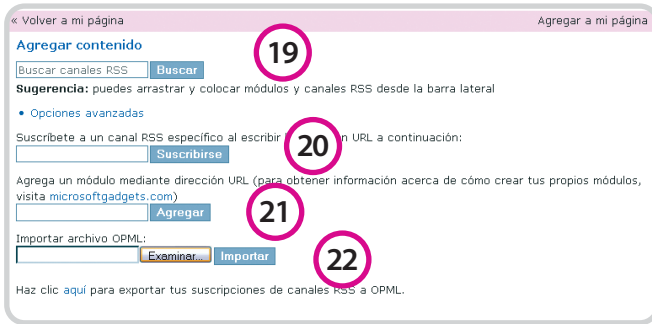 « Volver a mi página Agregar a mi página
Agregar contenido
19
Buscar canales RSS Buscar
Sugerencia: puedes arrastrar y colocar módulos y canales RSS desde la barra lateral
• Opciones avanzadas
Suscríbete a un canal RSS específico al escribir n URL a continuación:
20
Suscribirse
Agrega un módulo mediante dirección URL (para obtener información acerca de cómo crear tus propios módulos,
visita microsoftgadgets.com)
21
Agregar
Importar archivo OPML:
Examinar... Importar
22
Haz clic aquí para exportar tus suscripciones de canales RSS a OPML.